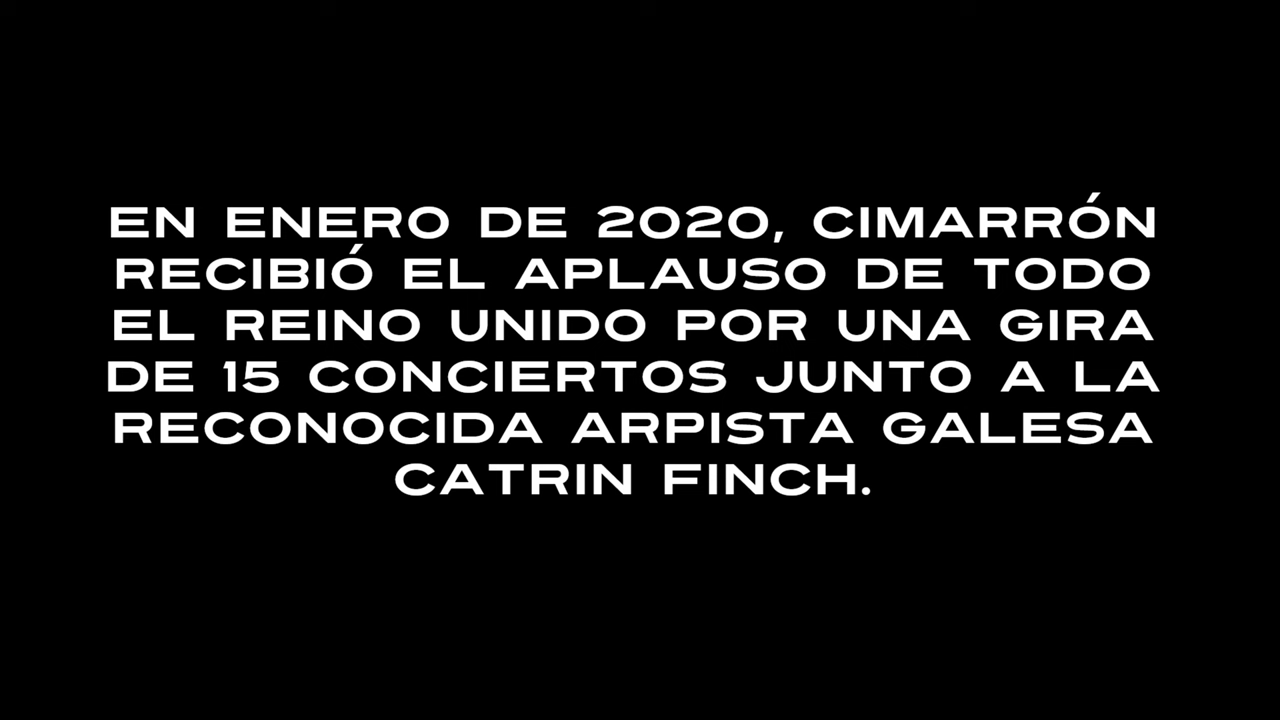 EN ENERO DE 2020, CIMARRÓN
RECIBIÓ EL APLAUSO DE TODO
EL REINO UNIDO POR UNA GIRA
DE 15 CONCIERTOS JUNTO A LA
RECONOCIDA ARPISTA GALESA
CATRIN FINCH.